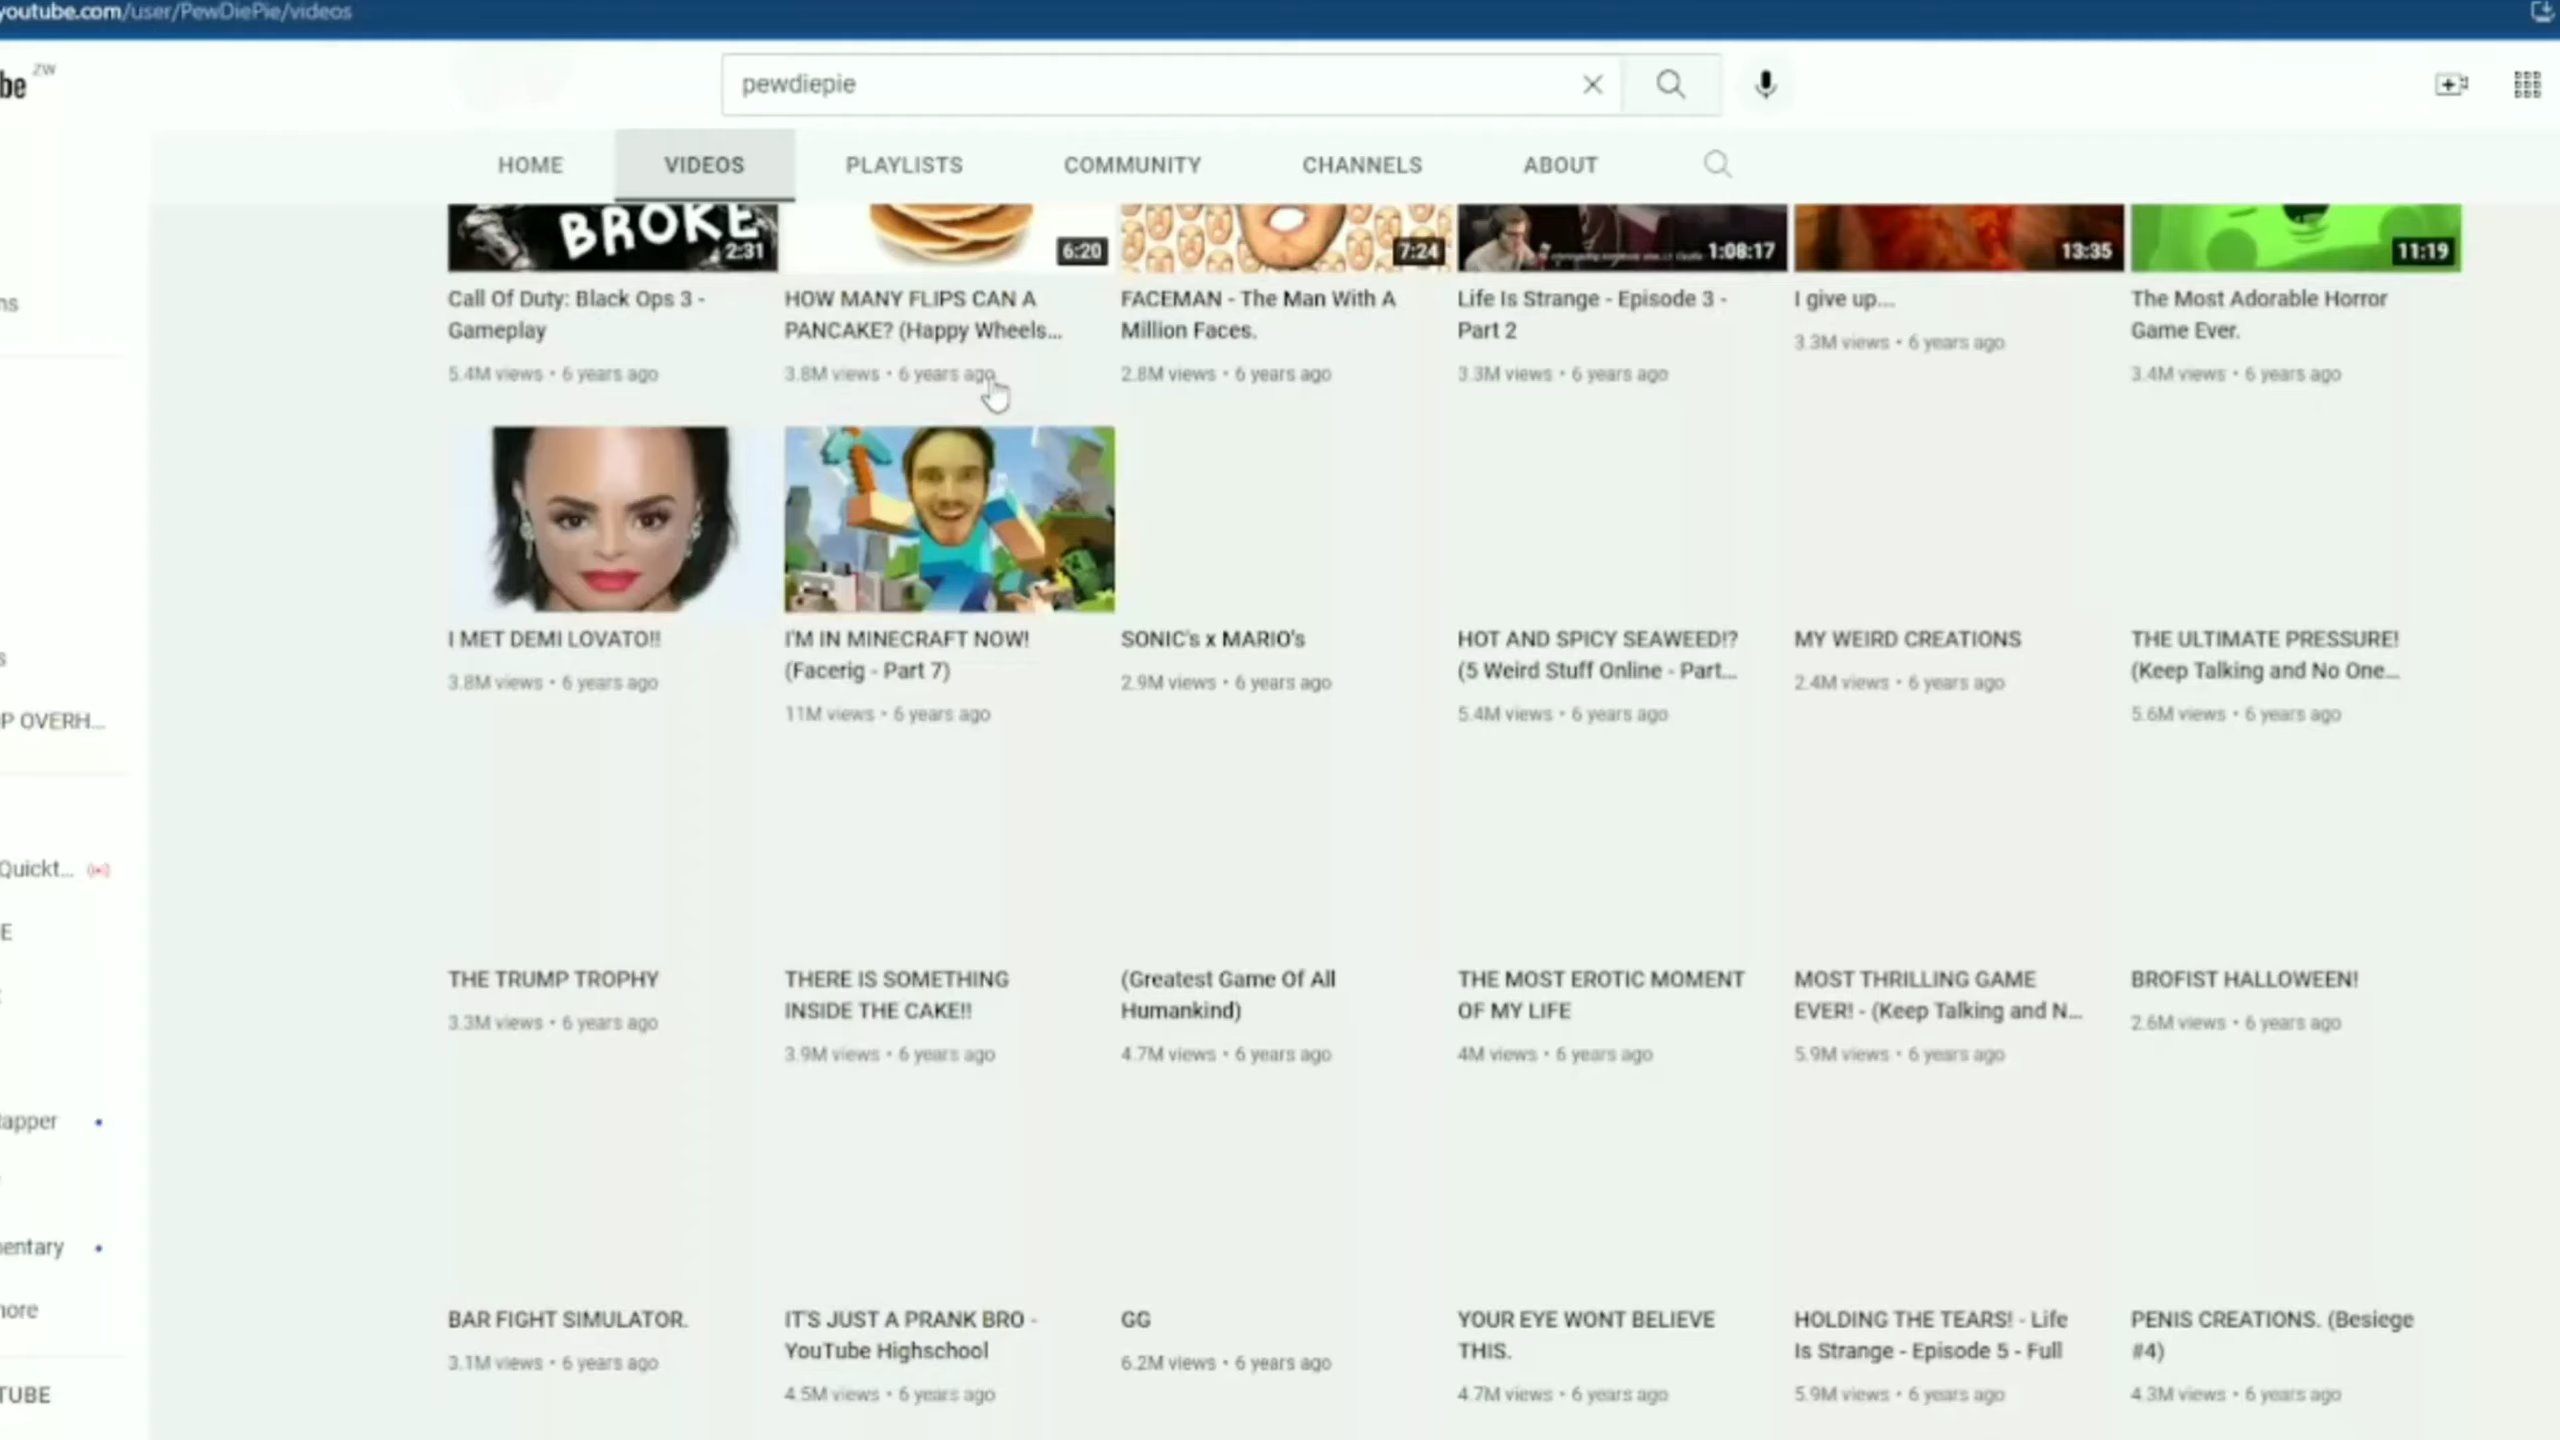 youtube.com/user/PewDiePie/videos
be ZW
pewdiepie
HOME VIDEOS PLAYLISTS COMMUNITY CHANNELS ABOUT
BROKE 2:31 6:20 7:24 1:08:17 13:35 11:19
Call Of Duty: Black Ops 3 -
Gameplay
5.4M views • 6 years ago
HOW MANY FLIPS CAN A
PANCAKE? (Happy Wheels...
3.8M views • 6 years ago
FACEMAN - The Man With A
Million Faces.
2.8M views • 6 years ago
Life Is Strange - Episode 3 -
Part 2
3.3M views • 6 years ago
I give up...
3.3M views • 6 years ago
The Most Adorable Horror
Game Ever.
3.4M views • 6 years ago
ns
I MET DEMI LOVATO!!
3.8M views • 6 years ago
I'M IN MINECRAFT NOW!
(Facerig - Part 7)
11M views • 6 years ago
SONIC's x MARIO's
2.9M views • 6 years ago
HOT AND SPICY SEAWEED!?
(5 Weird Stuff Online - Part...
5.4M views • 6 years ago
MY WEIRD CREATIONS
2.4M views • 6 years ago
THE ULTIMATE PRESSURE!
(Keep Talking and No One...
5.6M views • 6 years ago
s
P OVERH...
Quickt...
E
THE TRUMP TROPHY
3.3M views • 6 years ago
THERE IS SOMETHING
INSIDE THE CAKE!!
3.9M views • 6 years ago
(Greatest Game Of All
Humankind)
4.7M views • 6 years ago
THE MOST EROTIC MOMENT
OF MY LIFE
4M views • 6 years ago
MOST THRILLING GAME
EVER! - (Keep Talking and N...
5.9M views • 6 years ago
BROFIST HALLOWEEN!
2.6M views • 6 years ago
apper
entary
ore
TUBE
BAR FIGHT SIMULATOR.
3.1M views • 6 years ago
IT'S JUST A PRANK BRO -
YouTube Highschool
4.5M views • 6 years ago
GG
6.2M views • 6 years ago
YOUR EYE WONT BELIEVE
THIS.
4.7M views • 6 years ago
HOLDING THE TEARS! - Life
Is Strange - Episode 5 - Full
5.9M views • 6 years ago
PENIS CREATIONS. (Besiege
#4)
4.3M views • 6 years ago